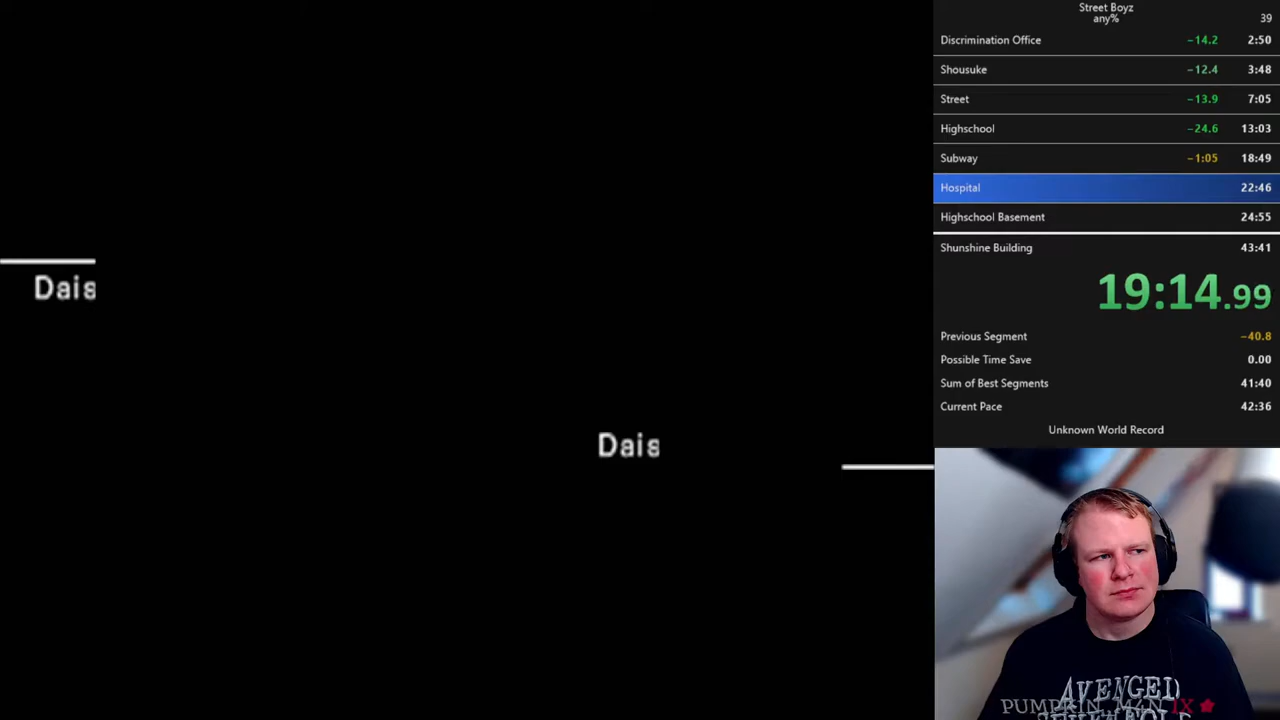 Dais
Dais
Street Boyz
any%
39
Discrimination Office −14.2 2:50
Shousuke −12.4 3:48
Street −13.9 7:05
Highschool −24.6 13:03
Subway −1:05 18:49
Hospital 22:46
Highschool Basement 24:55
Shunshine Building 43:41
19:14.99
Previous Segment −40.8
Possible Time Save 0.00
Sum of Best Segments 41:40
Current Pace 42:36
Unknown World Record
AVENGED
PUMPKIN_M4N IX